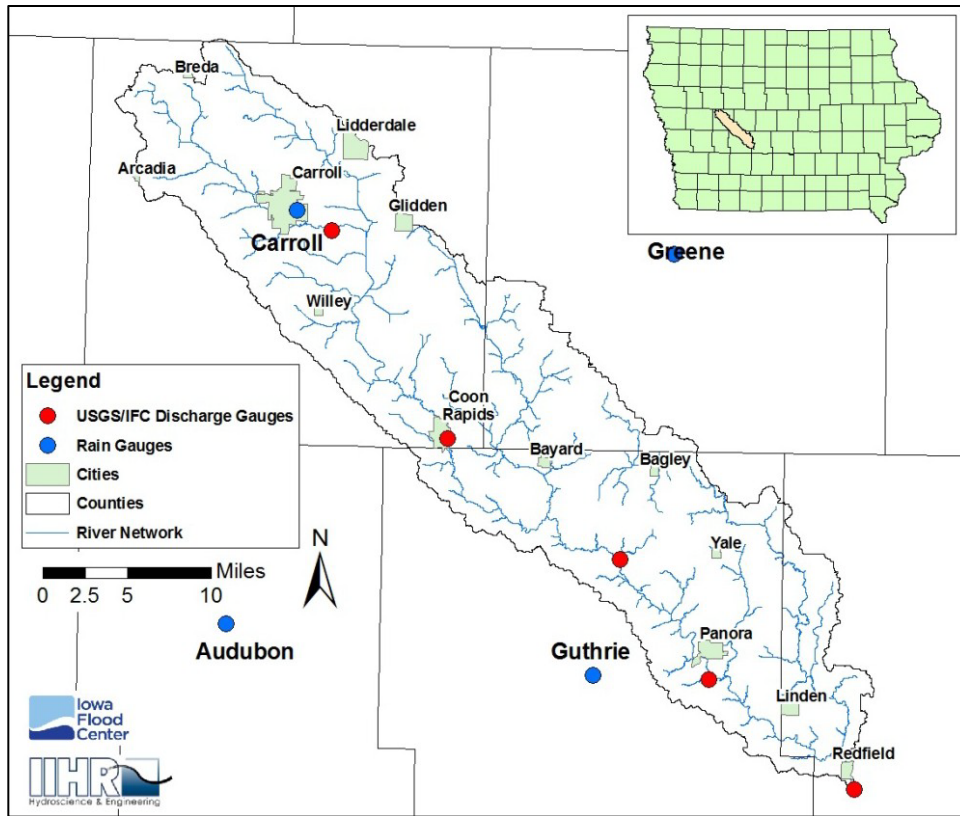 Breda
Lidderdale
Arcadia
Carroll
Glidden
Carroll
Greene
Willey
Legend
USGS/IFC Discharge Gauges
Rain Gauges
Cities
Counties
River Network
Coon
Rapids
Bayard
Bagley
N
Yale
Miles
0 2.5 5 10
Audubon
Guthrie
Panora
Linden
Redfield
Iowa
Flood
Center
IIHR
Hydroscience & Engineering